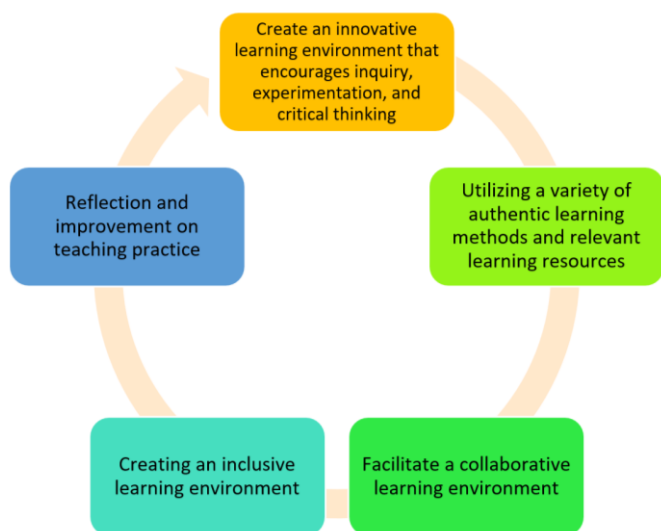 Create an innovative
learning environment that
encourages inquiry,
experimentation, and
critical thinking
Utilizing a variety of
authentic learning
methods and relevant
learning resources
Facilitate a collaborative
learning environment
Creating an inclusive
learning environment
Reflection and
improvement on
teaching practice